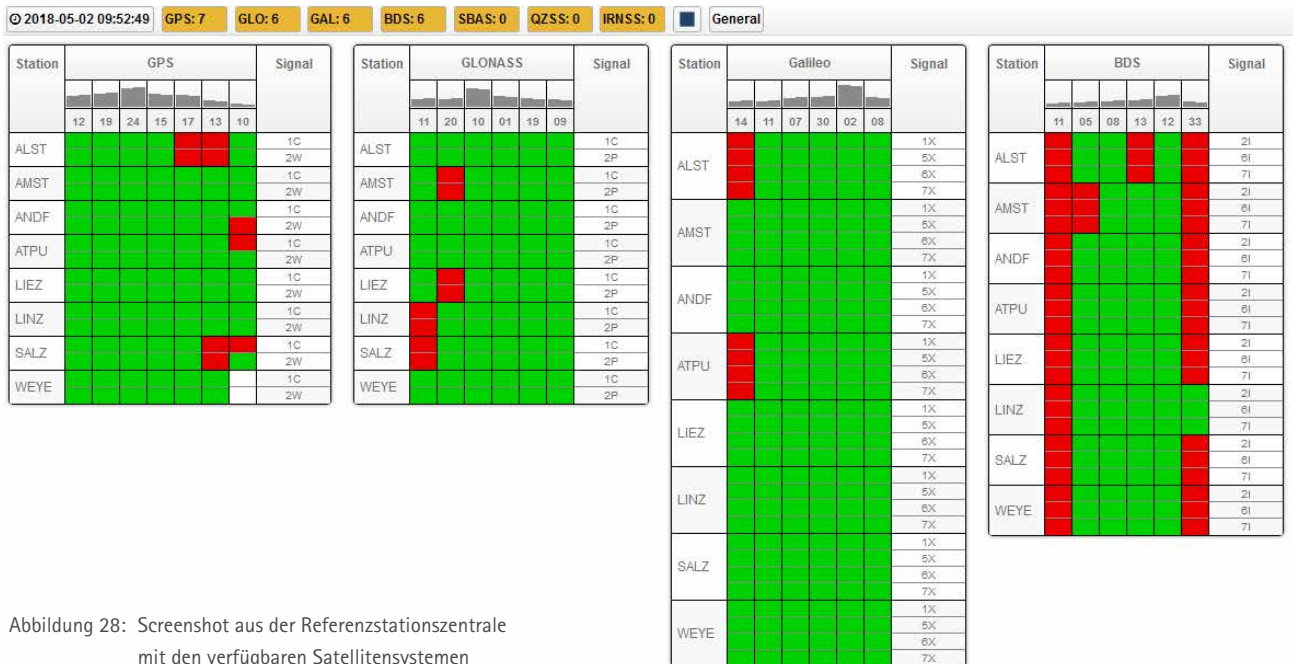 2018-05-02 09:52:49 GPS: 7 GLO: 6 GAL: 6 BDS: 6 SBAS: 0 QZSS: 0 IRNSS: 0 General
Station GPS Signal
12 19 24 15 17 13 10
ALST 1C
2W
AMST 1C
2W
ANDF 1C
2W
ATPU 1C
2W
LIEZ 1C
2W
LINZ 1C
2W
SALZ 1C
2W
WEYE 1C
2W
Station GLONASS Signal
11 20 10 01 19 09
ALST 1C
2P
AMST 1C
2P
ANDF 1C
2P
ATPU 1C
2P
LIEZ 1C
2P
LINZ 1C
2P
SALZ 1C
2P
WEYE 1C
2P
Station Galileo Signal
14 11 07 30 02 08
ALST 1X
5X
6X
7X
AMST 1X
5X
6X
7X
ANDF 1X
5X
6X
7X
ATPU 1X
5X
6X
7X
LIEZ 1X
5X
6X
7X
LINZ 1X
5X
6X
7X
SALZ 1X
5X
6X
7X
WEYE 1X
5X
6X
7X
Station BDS Signal
11 05 08 13 12 33
ALST 2I
6I
7I
AMST 2I
6I
7I
ANDF 2I
6I
7I
ATPU 2I
6I
7I
LIEZ 2I
6I
7I
LINZ 2I
6I
7I
SALZ 2I
6I
7I
WEYE 2I
6I
7I
Abbildung 28: Screenshot aus der Referenzstationszentrale
mit den verfügbaren Satellitensystemen